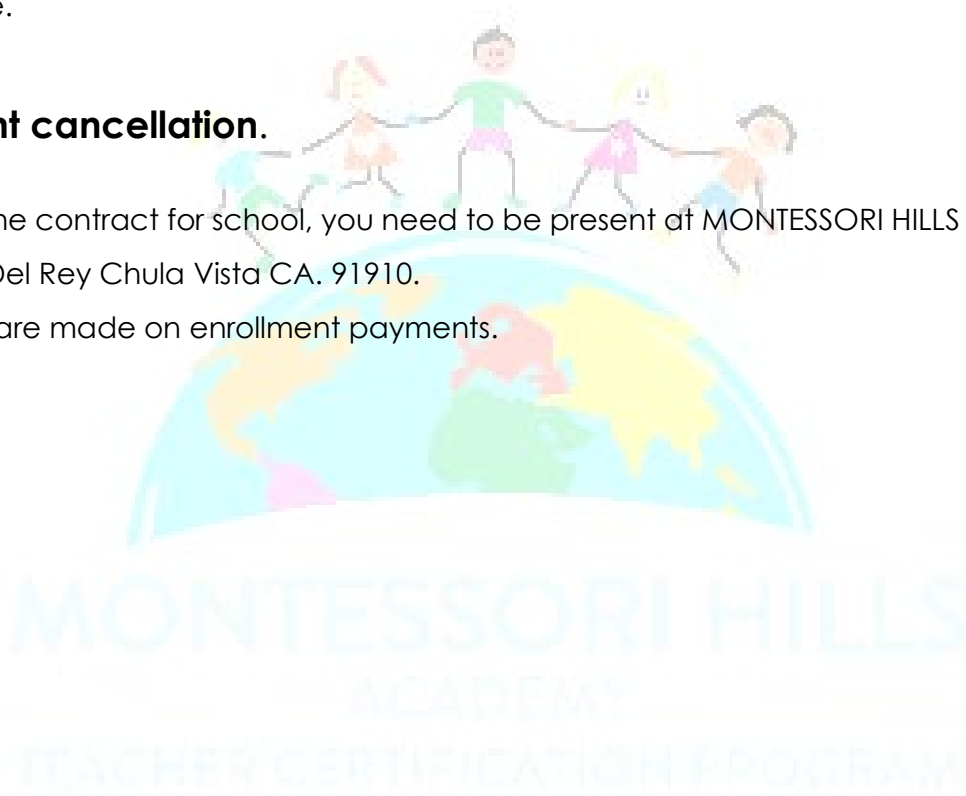 e.
nt cancellation.
he contract for school, you need to be present at MONTESSORI HILLS
Del Rey Chula Vista CA. 91910.
are made on enrollment payments.
MONTESSORI HILLS
ACADEMY
TEACHER CERTIFICATION PROGRAM